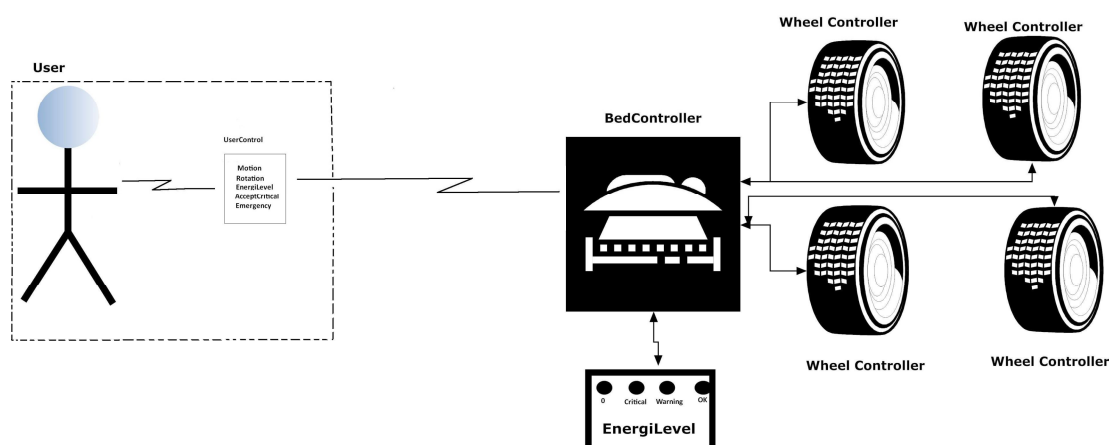 Wheel Controller
Wheel Controller
User
BedController
UserControl
Motion
Rotation
EnergiLevel
AcceptCritical
Emergency
Wheel Controller
Wheel Controller
0 Critical Warning OK
EnergiLevel